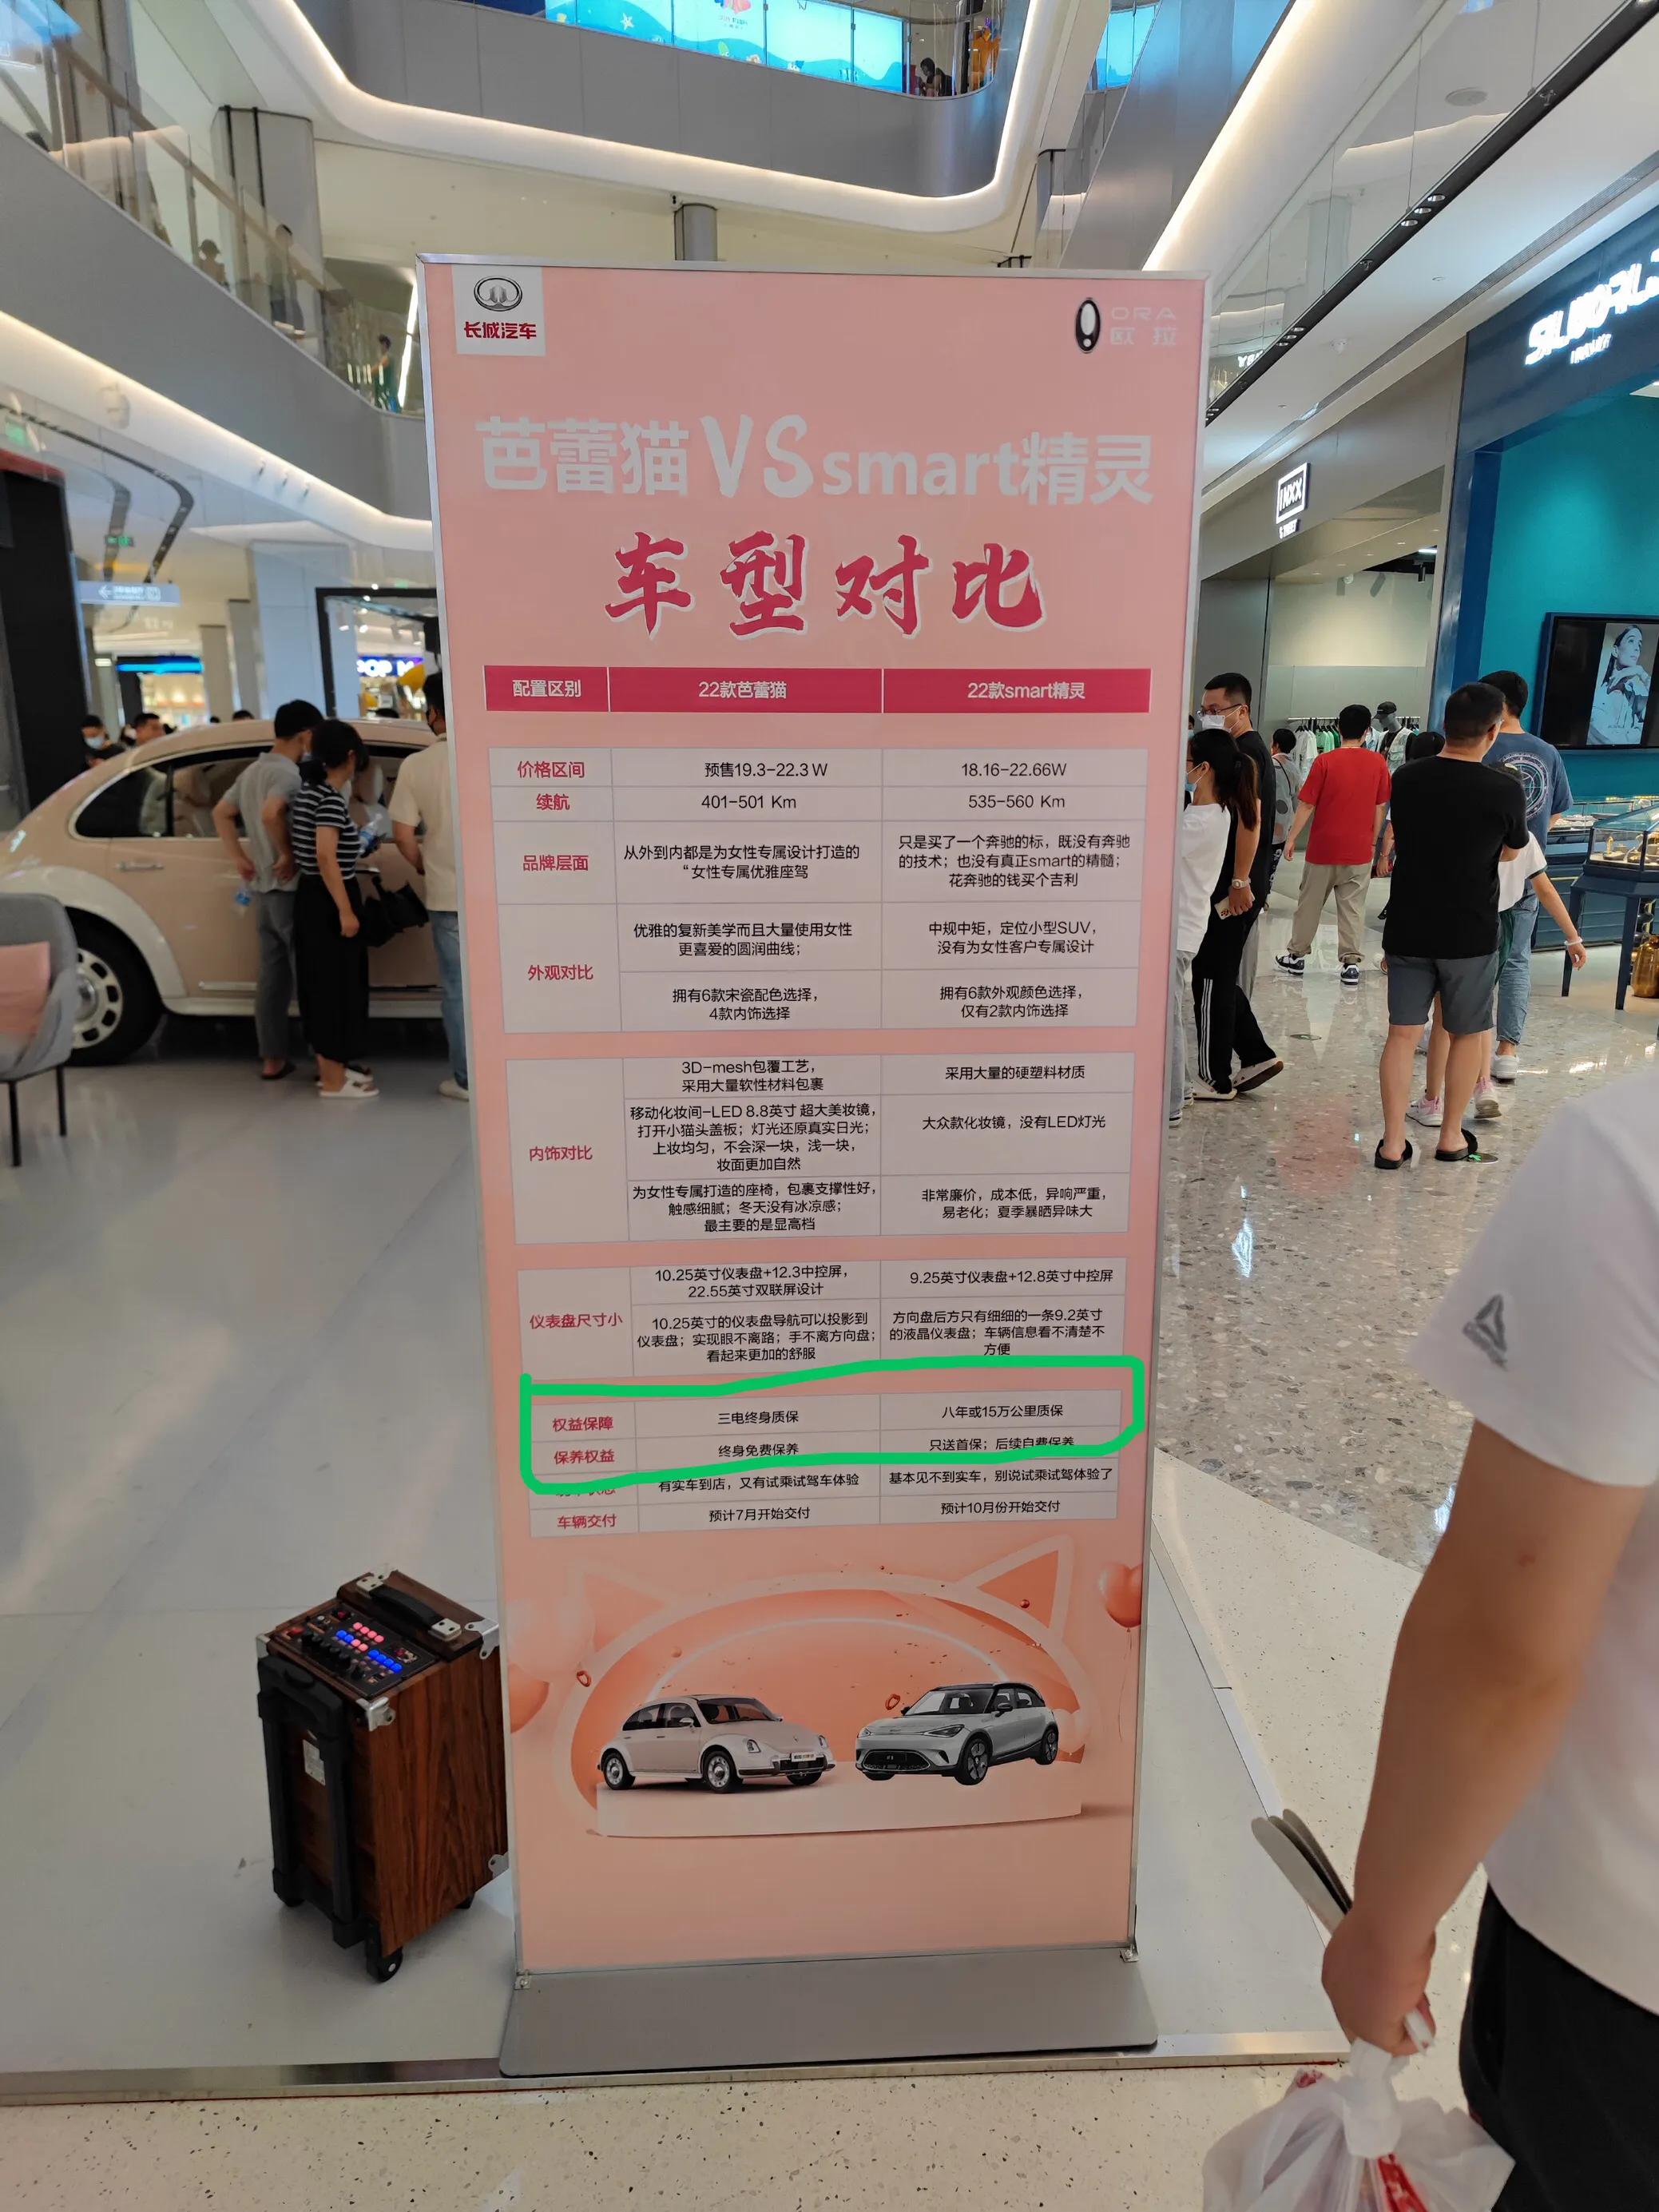 长城汽车
ORA
欧拉
芭蕾猫VSsmart精灵
车型对比
配置区别
22款芭蕾猫
22款smart精灵
价格区间
预售19.3-22.3 W
18.16-22.66W
续航
401-501 Km
535-560 Km
品牌层面
从外到内都是为女性专属设计打造的
“女性专属优雅座驾
只是买了一个奔驰的标，既没有奔驰
的技术；也没有真正smart的精髓；
花奔驰的钱买个吉利
外观对比
优雅的复新美学而且大量使用女性
更喜爱的圆润曲线；
中规中矩，定位小型SUV，
没有为女性客户专属设计
拥有6款宋瓷配色选择，
4款内饰选择
拥有6款外观颜色选择，
仅有2款内饰选择
内饰对比
3D-mesh包覆工艺，
采用大量软性材料包裹
采用大量的硬塑料材质
移动化妆间-LED 8.8英寸 超大美妆镜，
打开小猫头盖板；灯光还原真实日光；
上妆均匀，不会深一块，浅一块，
妆面更加自然
大众款化妆镜，没有LED灯光
为女性专属打造的座椅，包裹支撑性好，
触感细腻；冬天没有冰凉感；
最主要的是显高档
非常廉价，成本低，异响严重，
易老化；夏季暴晒异味大
仪表盘尺寸小
10.25英寸仪表盘+12.3中控屏，
22.55英寸双联屏设计
9.25英寸仪表盘+12.8英寸中控屏
10.25英寸的仪表盘导航可以投影到
仪表盘；实现眼不离路；手不离方向盘；
看起来更加的舒服
方向盘后方只有细细的一条9.2英寸
的液晶仪表盘；车辆信息看不清楚不
方便
权益保障
三电终身质保
八年或15万公里质保
保养权益
终身免费保养
只送首保；后续自费保养
有实车到店，又有试乘试驾车体验
基本见不到实车，别说试乘试驾体验了
车辆交付
预计7月开始交付
预计10月份开始交付
INXX